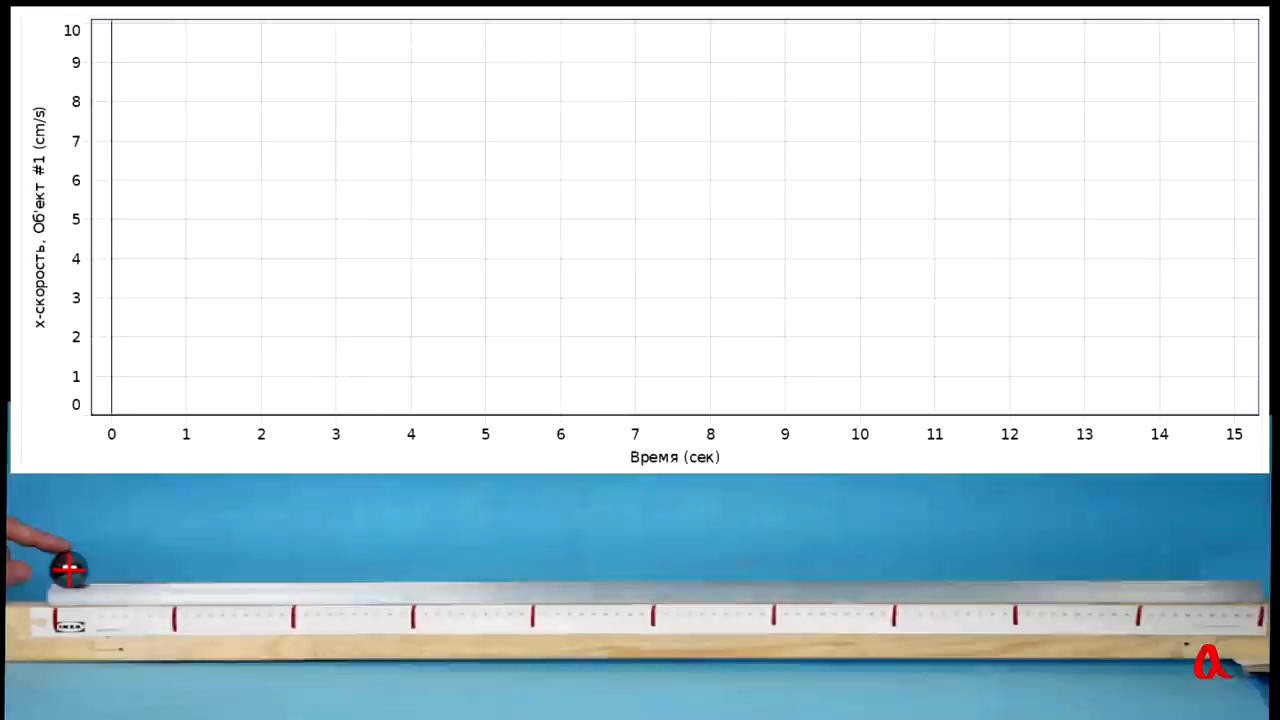 10
9
8
7
6
5
4
3
2
1
0
x-скорость, Об'ект #1 (cm/s)
0 1 2 3 4 5 6 7 8 9 10 11 12 13 14 15
Время (сек)
IKEA
a